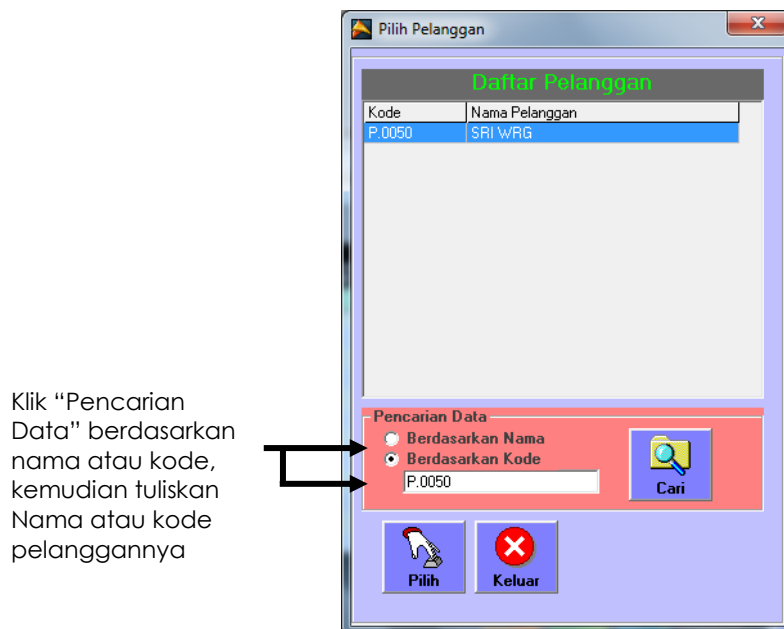 Pilih Pelanggan
Daftar Pelanggan
Kode Nama Pelanggan
P.0050 SRI WRG
Klik “Pencarian
Data” berdasarkan
nama atau kode,
kemudian tuliskan
Nama atau kode
pelanggannya
Pencarian Data
Berdasarkan Nama
Berdasarkan Kode
P.0050
Cari
Pilih
Keluar